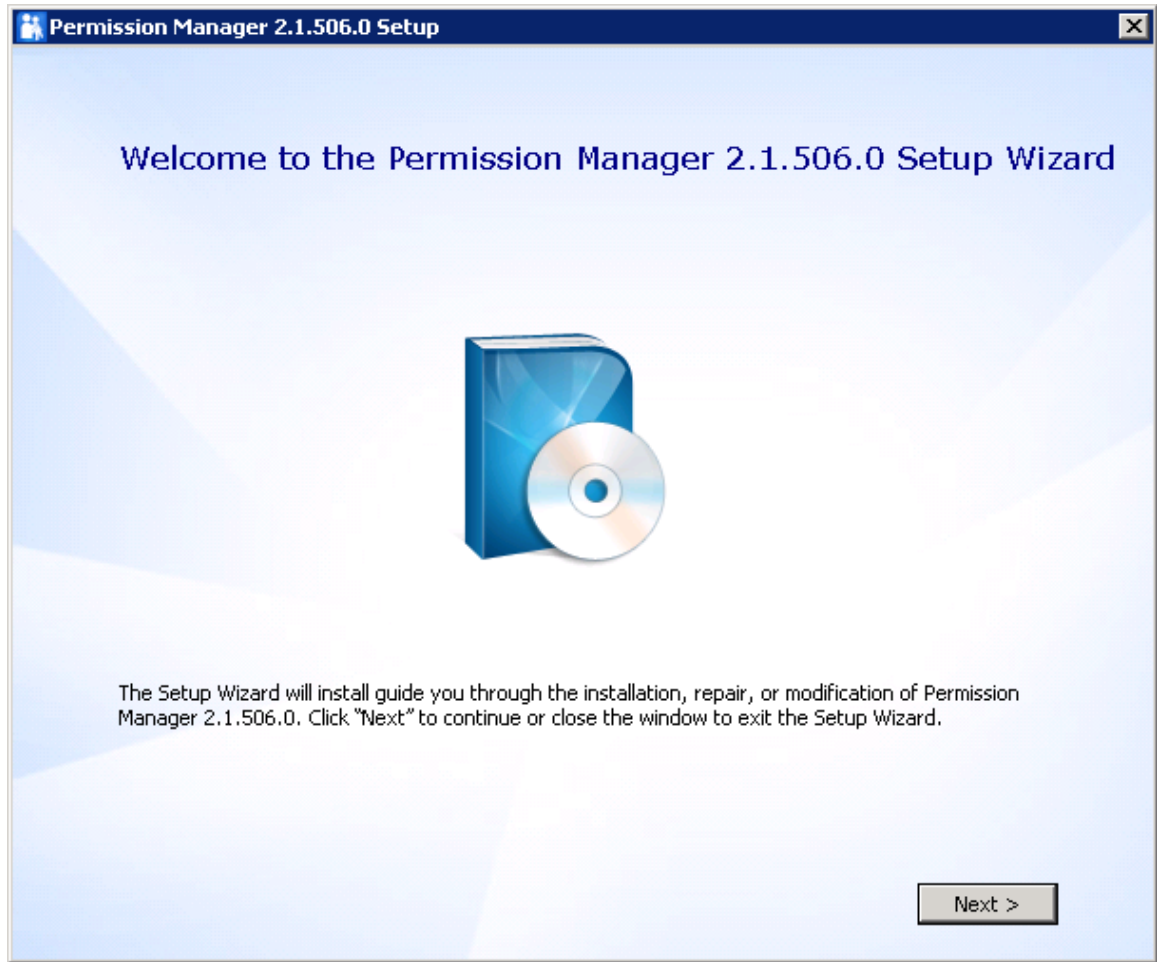 Permission Manager 2.1.506.0 Setup
Welcome to the Permission Manager 2.1.506.0 Setup Wizard
The Setup Wizard will install guide you through the installation, repair, or modification of Permission
Manager 2.1.506.0. Click “Next” to continue or close the window to exit the Setup Wizard.
Next >